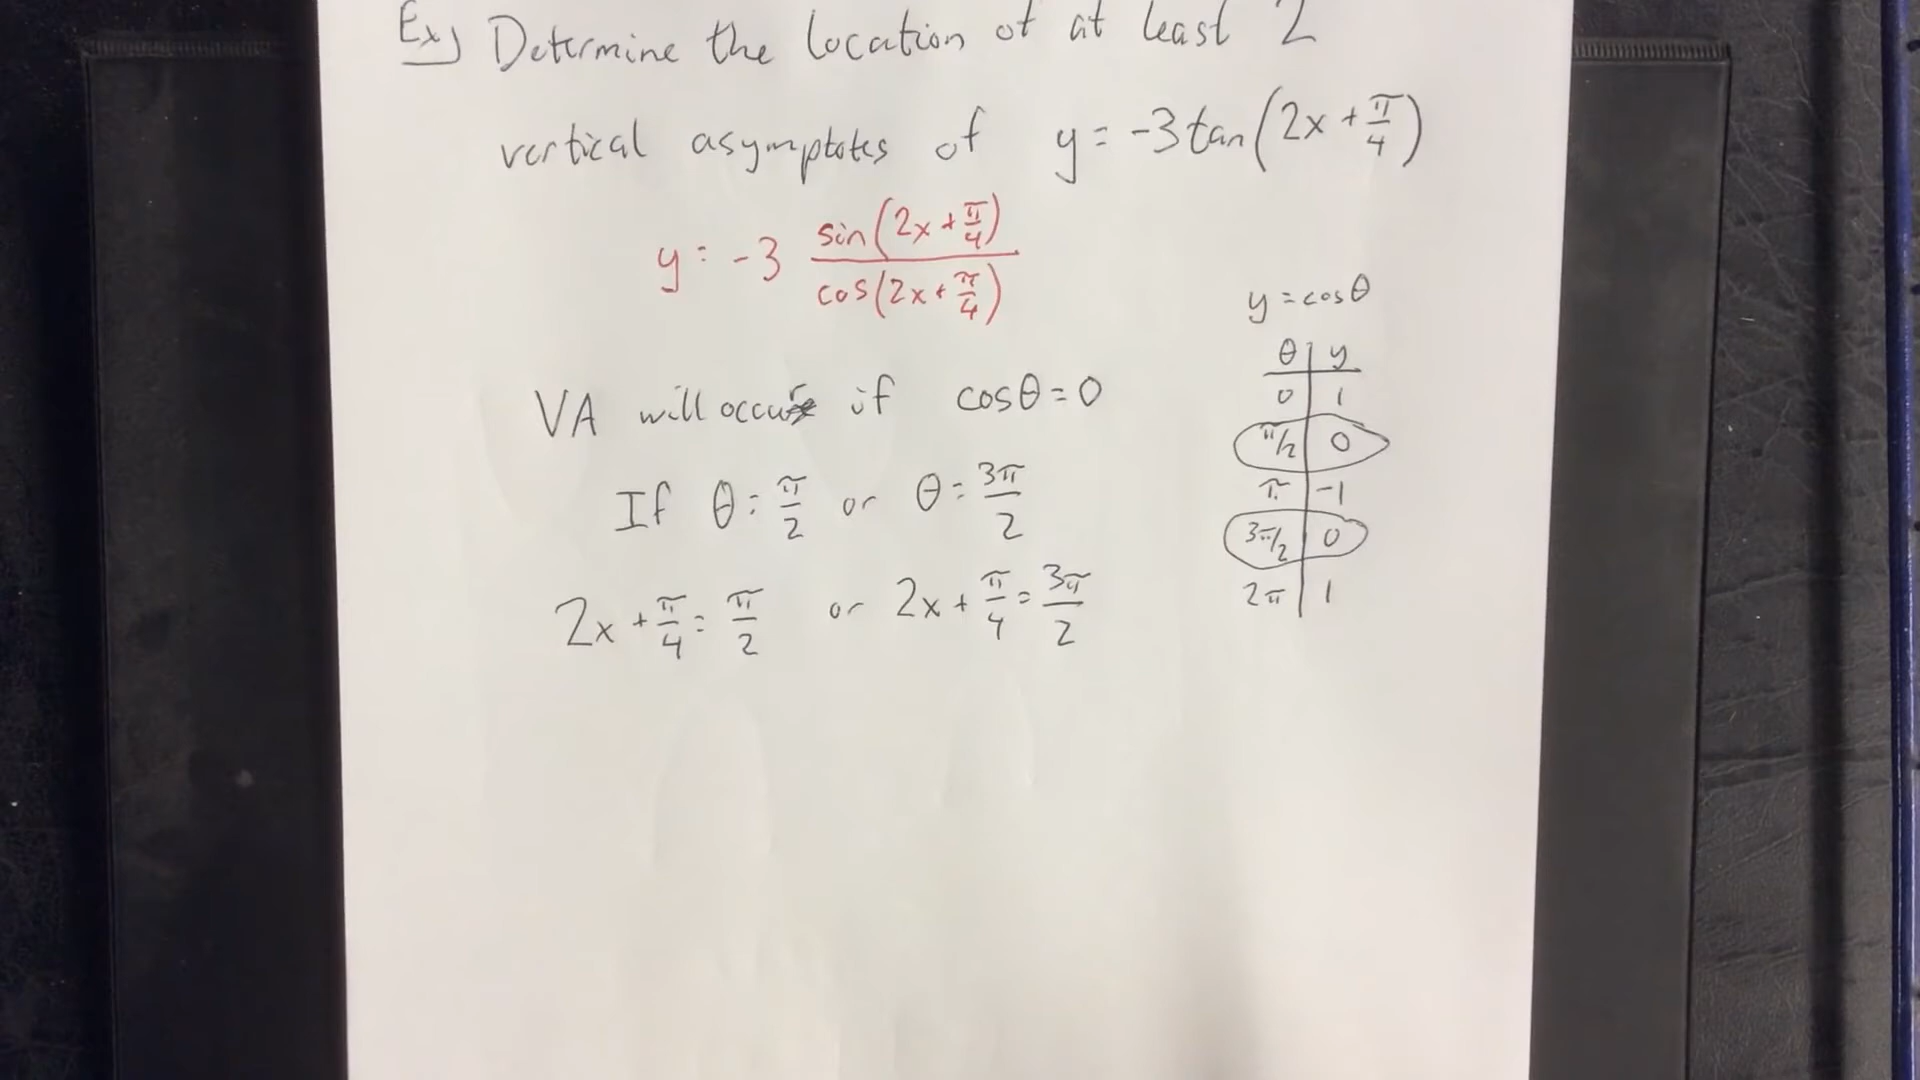 Ex) Determine the location of at least 2
vertical asymptotes of y = -3tan(2x + π/4)
y = -3 sin(2x + π/4) / cos(2x + π/4)
y = cosθ
θ | y
0 | 1
π/2 | 0
π | -1
3π/2 | 0
2π | 1
VA will occur if cosθ = 0
If θ = π/2 or θ = 3π/2
2x + π/4 = π/2 or 2x + π/4 = 3π/2